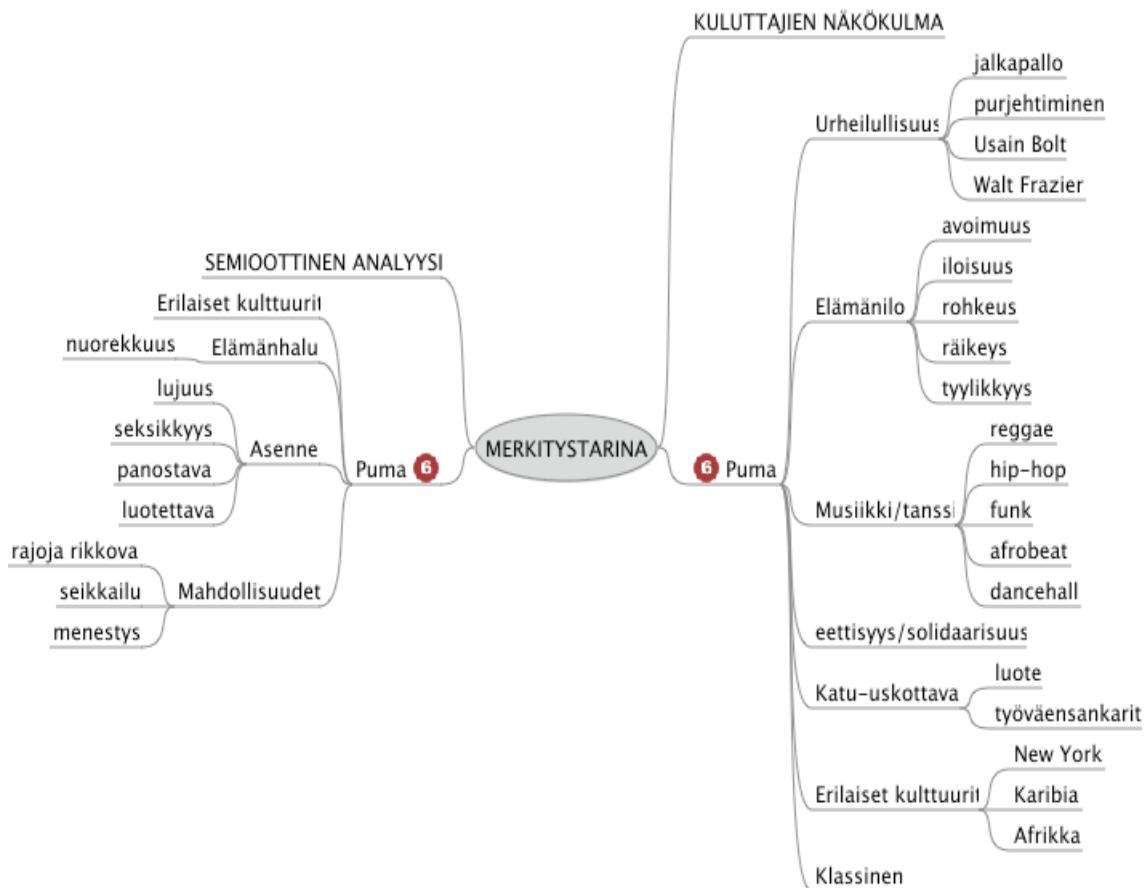 KULUTTAJIEN NÄKÖKULMA
jalkapallo
purjehtiminen
Urheilullisuus
Usain Bolt
Walt Frazier
avoimuus
iloisuus
Elämänilo
rohkeus
räikeys
tyylikkyys
reggae
hip-hop
Musiikki/tanssi
funk
afrobeat
dancehall
eettisyys/solidaarisuus
luote
Katu-uskottava
työväensankarit
New York
Erilaiset kulttuurit
Karibia
Afrikka
Klassinen
6 Puma
MERKITYSTARINA
SEMIOOTTINEN ANALYYSI
Erilaiset kulttuurit
nuorekkuus
Elämänhalu
lujuus
seksikkyys
Asenne
panostava
luotettava
Puma 6
rajoja rikkova
seikkailu
Mahdollisuudet
menestys